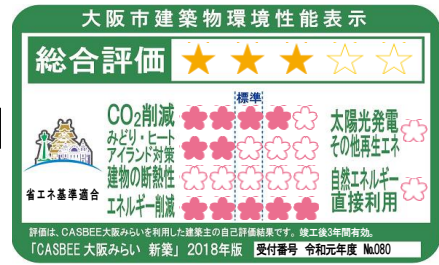 大阪市建築物環境性能表示
総合評価
標準
CO2削減
みどり・ヒート
アイランド対策
建物の断熱性
エネルギー削減
太陽光発電
その他再生エネ
自然エネルギー
直接利用
省エネ基準適合
評価は、CASBEE大阪みらいを利用した建築主の自己評価結果です。竣工後3年間有効。
「CASBEE大阪みらい 新築」2018年版 受付番号 令和元年度 №080